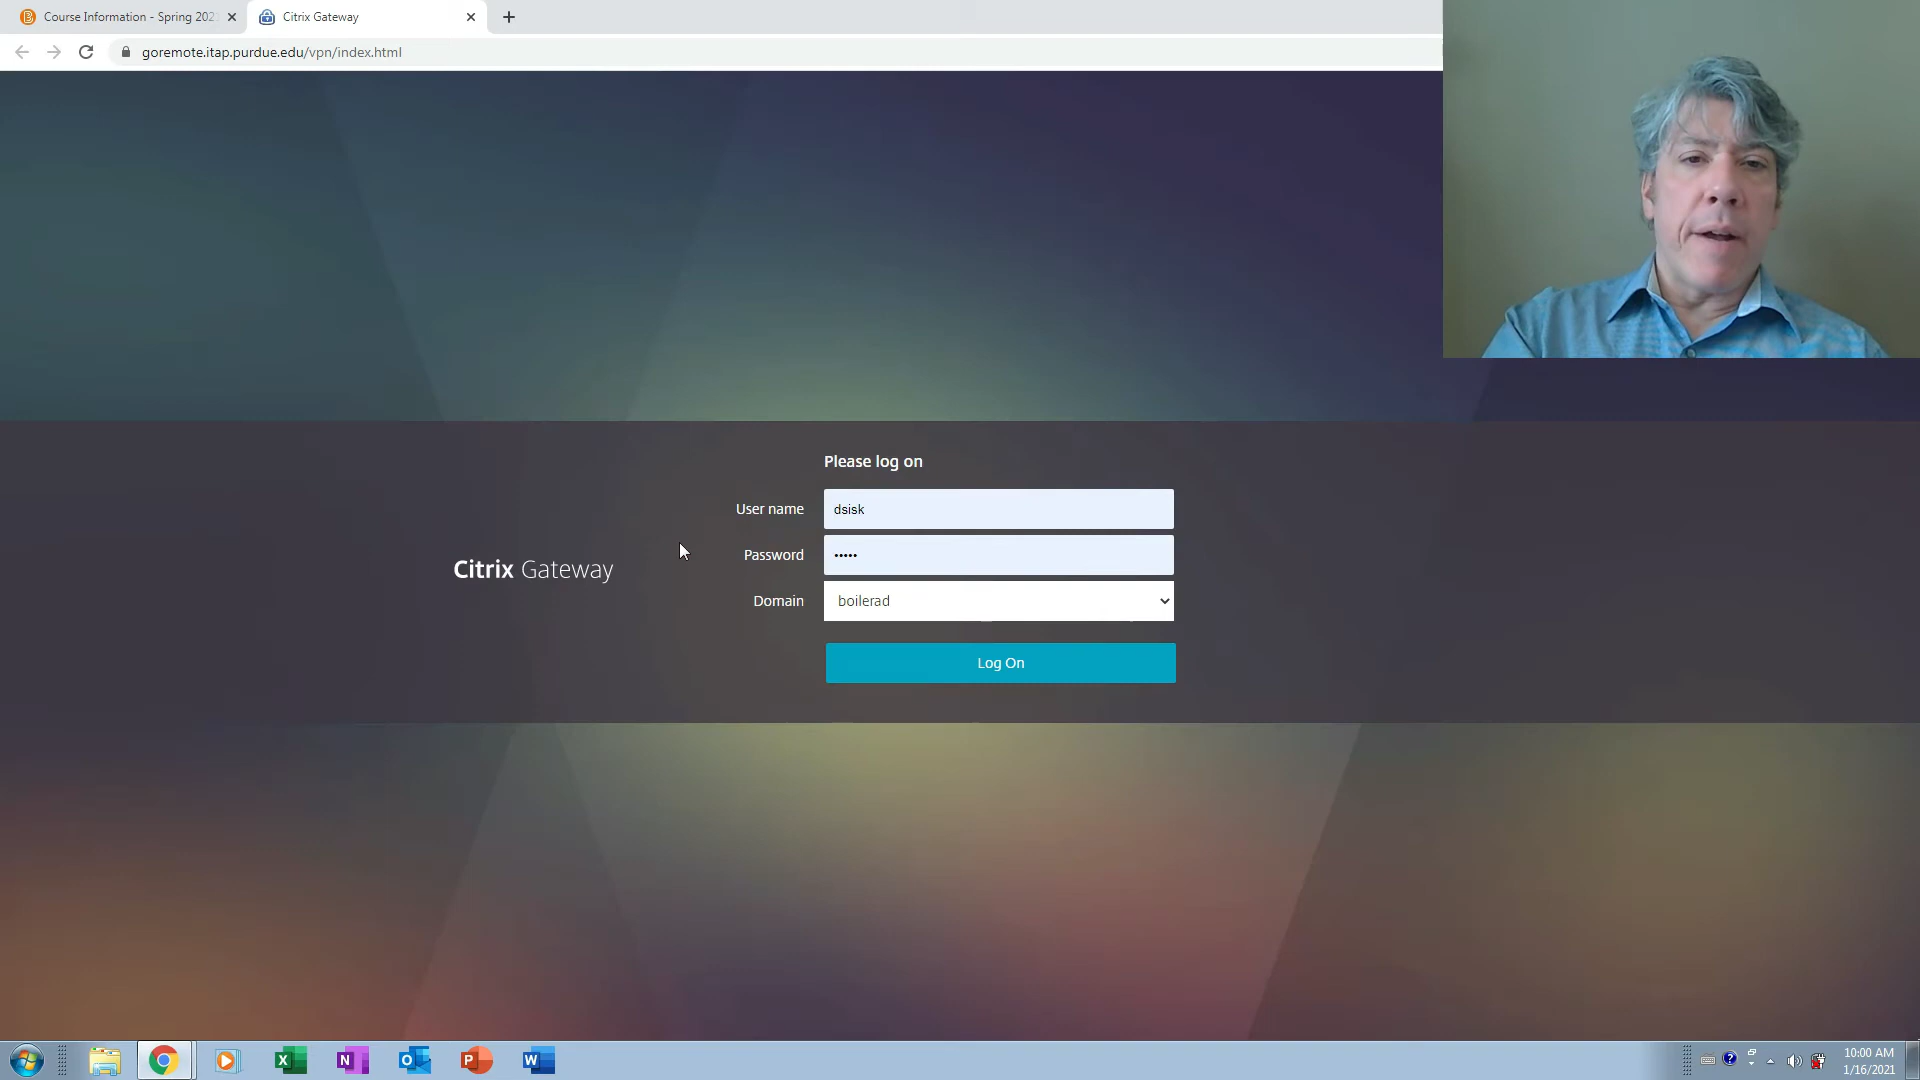 Course Information - Spring 202
Citrix Gateway
goremote.itap.purdue.edu/vpn/index.html
Please log on
User name
dsisk
Citrix Gateway
Password
•••••
Domain
boilerad
Log On
10:00 AM
1/16/2021